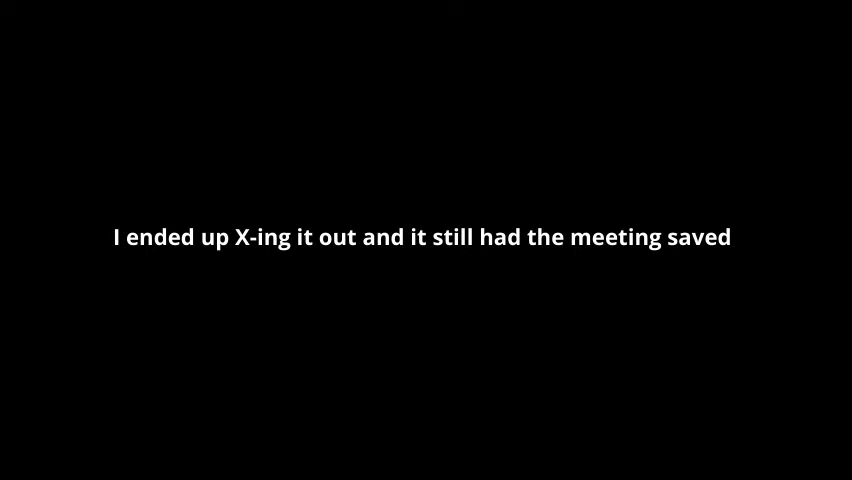 I ended up X-ing it out and it still had the meeting saved